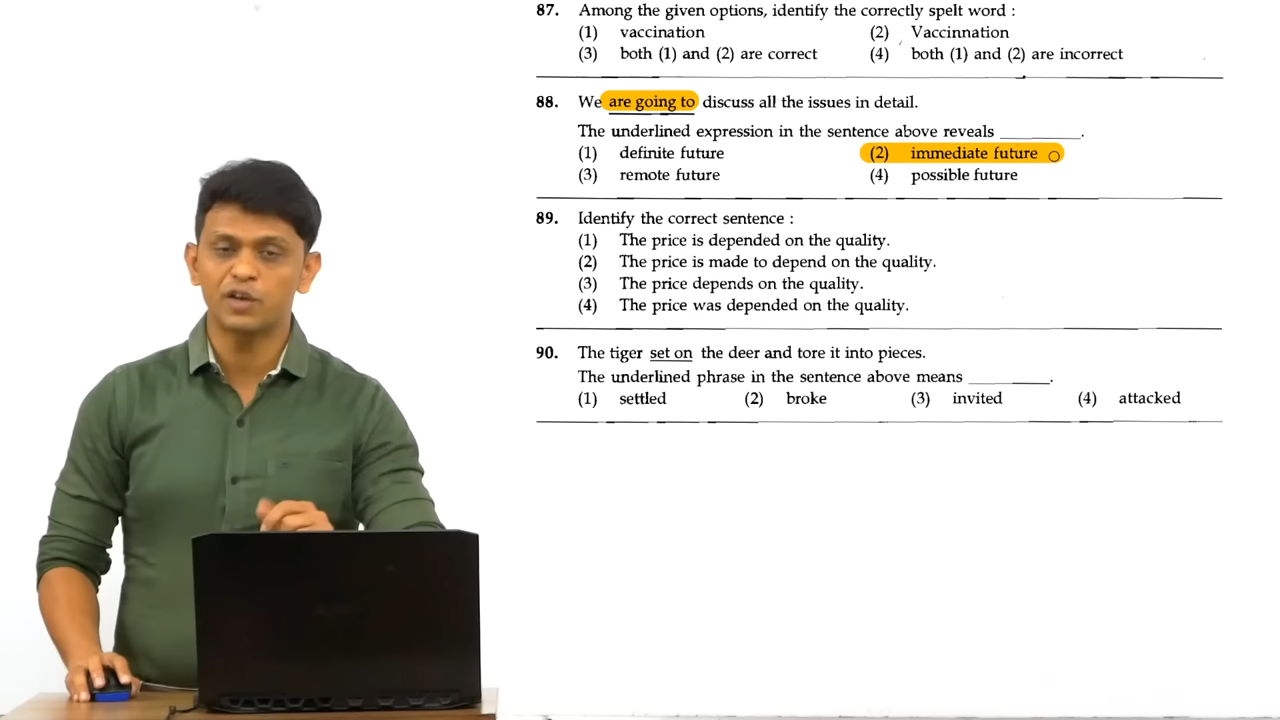 87. Among the given options, identify the correctly spelt word :
(1) vaccination (2) Vaccinnation
(3) both (1) and (2) are correct (4) both (1) and (2) are incorrect
88. We are going to discuss all the issues in detail.
The underlined expression in the sentence above reveals _________.
(1) definite future (2) immediate future
(3) remote future (4) possible future
89. Identify the correct sentence :
(1) The price is depended on the quality.
(2) The price is made to depend on the quality.
(3) The price depends on the quality.
(4) The price was depended on the quality.
90. The tiger set on the deer and tore it into pieces.
The underlined phrase in the sentence above means _________.
(1) settled (2) broke (3) invited (4) attacked